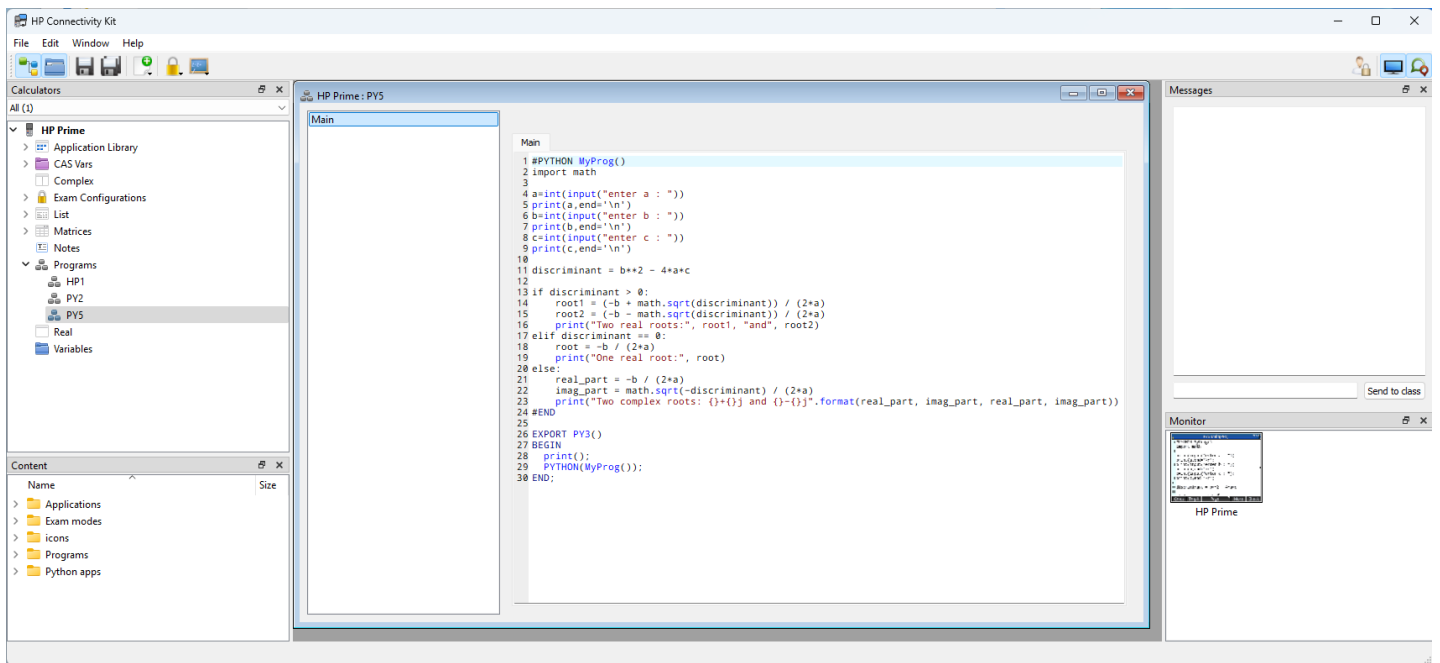 HP Connectivity Kit
File Edit Window Help
Calculators
All (1)
HP Prime
Application Library
CAS Vars
Complex
Exam Configurations
List
Matrices
Notes
Programs
HP1
PY2
PY5
Real
Variables
Content
Name Size
Applications
Exam modes
icons
Programs
Python apps
HP Prime : PY5
Main
Main
1 #PYTHON MyProg()
2 import math
3
4 a=int(input("enter a : "))
5 print(a,end='\n')
6 b=int(input("enter b : "))
7 print(b,end='\n')
8 c=int(input("enter c : "))
9 print(c,end='\n')
10
11 discriminant = b**2 - 4*a*c
12
13 if discriminant > 0:
14     root1 = (-b + math.sqrt(discriminant)) / (2*a)
15     root2 = (-b - math.sqrt(discriminant)) / (2*a)
16     print("Two real roots:", root1, "and", root2)
17 elif discriminant == 0:
18     root = -b / (2*a)
19     print("One real root:", root)
20 else:
21     real_part = -b / (2*a)
22     imag_part = math.sqrt(-discriminant) / (2*a)
23     print("Two complex roots: {}+{}j and {}-{}j".format(real_part, imag_part, real_part, imag_part))
24 #END
25
26 EXPORT PY3()
27 BEGIN
28   print();
29   PYTHON(MyProg());
30 END;
Messages
Send to class
Monitor
HP Prime